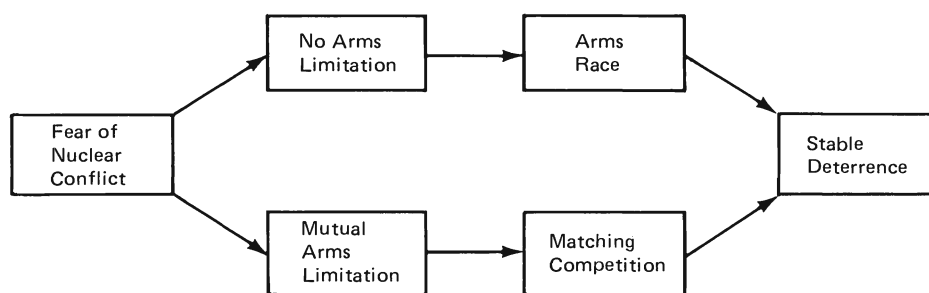 No Arms
Limitation
Arms
Race
Fear of
Nuclear
Conflict
Stable
Deterrence
Mutual
Arms
Limitation
Matching
Competition